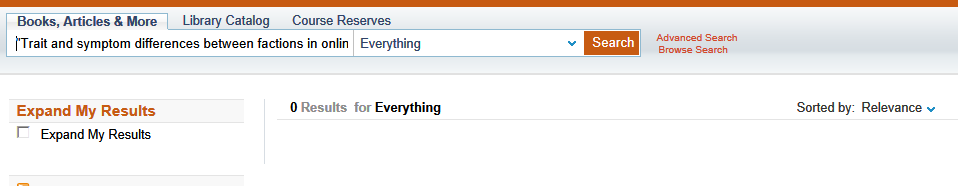 Books, Articles & More Library Catalog Course Reserves
"Trait and symptom differences between factions in onlin Everything Search
Advanced Search
Browse Search
Expand My Results
Expand My Results
0 Results for Everything
Sorted by: Relevance